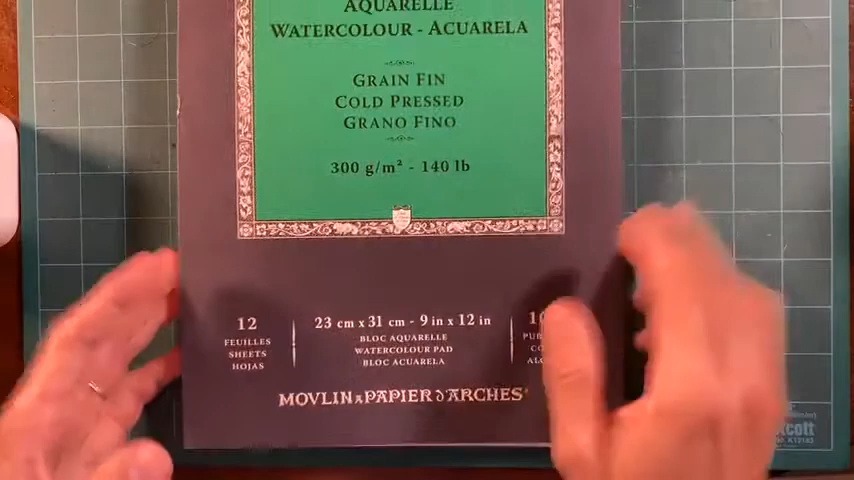 AQUARELLE
WATERCOLOUR - ACUARELA
GRAIN FIN
COLD PRESSED
GRANO FINO
300 g/m² - 140 lb
12
FEUILLES
SHEETS
HOJAS
23 cm x 31 cm - 9 in x 12 in
BLOC AQUARELLE
WATERCOLOUR PAD
BLOC ACUARELA
MOVLIN & PAPIER D'ARCHES